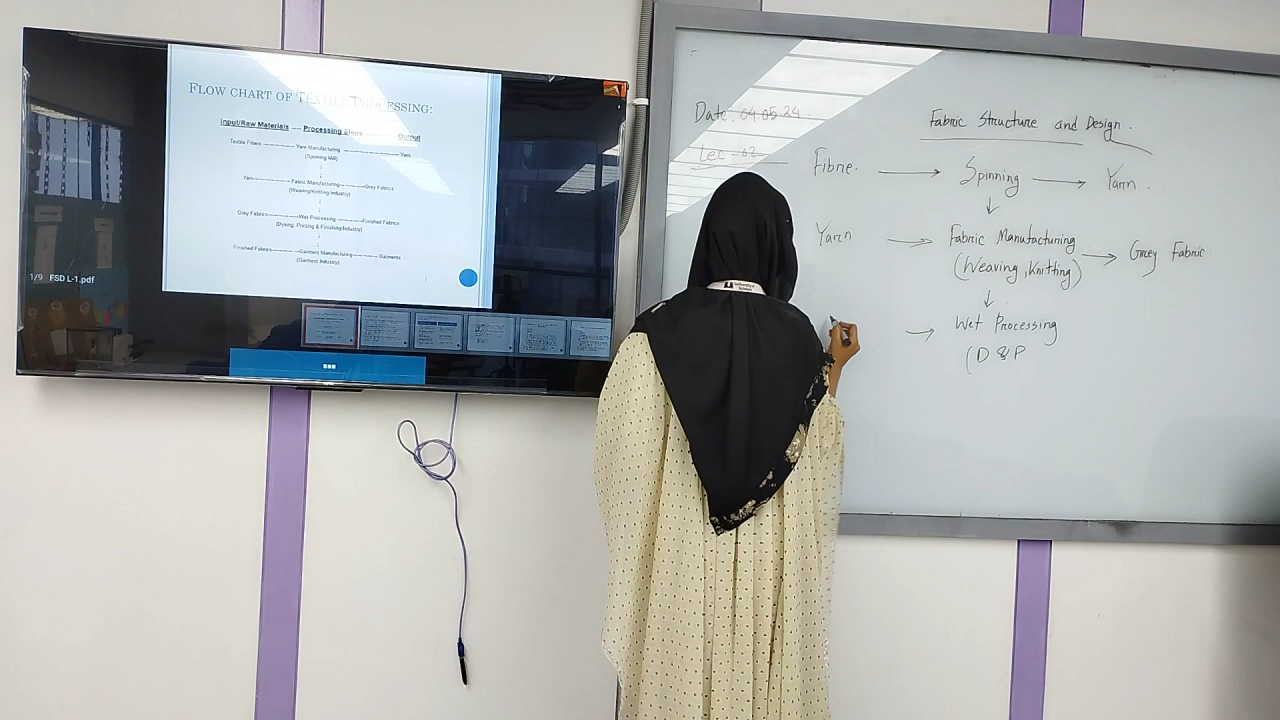 FLOW CHART OF TEXTILE PROCESSING:
Input/Raw Materials ---- Processing Steps -------- Output
Textile Fibers ------------ Yarn Manufacturing ---------------------- Yarn
(Spinning Mill)
Yarn ------------- Fabric Manufacturing --------- Grey Fabrics
(Weaving/Knitting Industry)
Grey Fabrics ----------- Wet Processing ---------- Finished Fabrics
(Dyeing, Printing & Finishing Industry)
Finished Fabrics --------- Garment Manufacturing --------- Garments
(Garment Industry)
1/9 FSD L-1.pdf
Date: 04.05.24
Lec - 02
Fabric Structure and Design.
Fibre. → Spinning → Yarn.
↓
Yarn → Fabric Manufacturing → Grey Fabric
(Weaving, Knitting)
↓
→ Wet Processing
(D & P